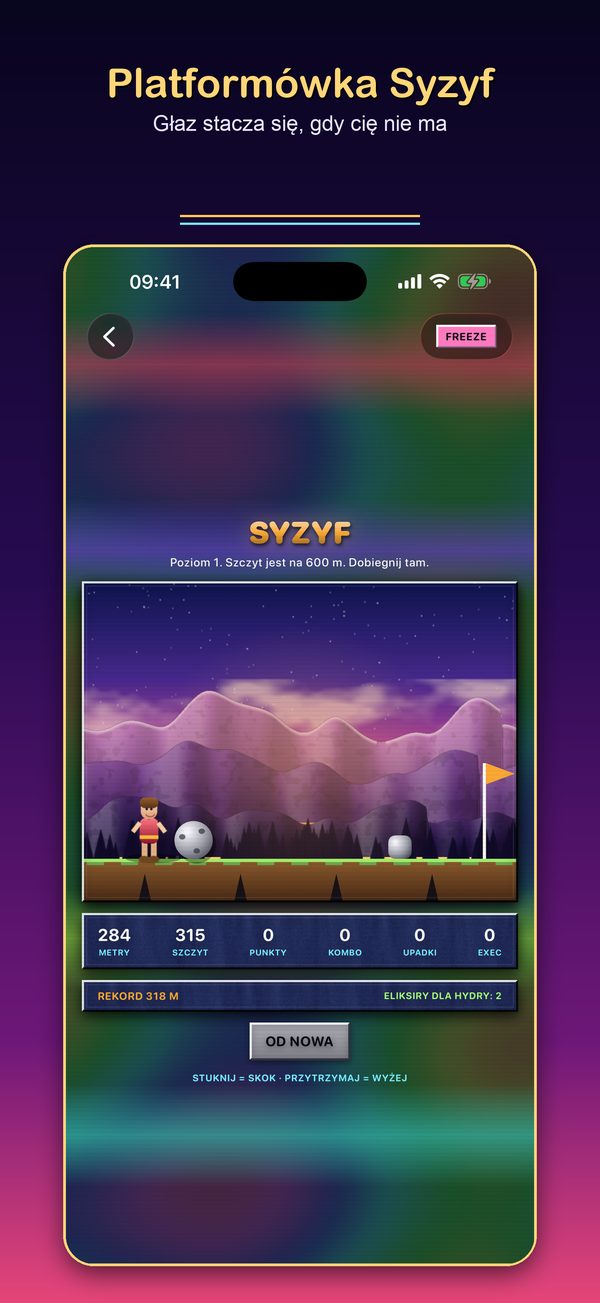 Platformówka Syzyf
Głaz stacza się, gdy cię nie ma
09:41
FREEZE
SYZYF
Poziom 1. Szczyt jest na 600 m. Dobiegnij tam.
284 315 0 0 0 0
METRY SZCZYT PUNKTY KOMBO UPADKI EXEC
REKORD 318 M ELIKSIRY DLA HYDRY: 2
OD NOWA
STUKNIJ = SKOK · PRZYTRZYMAJ = WYŻEJ